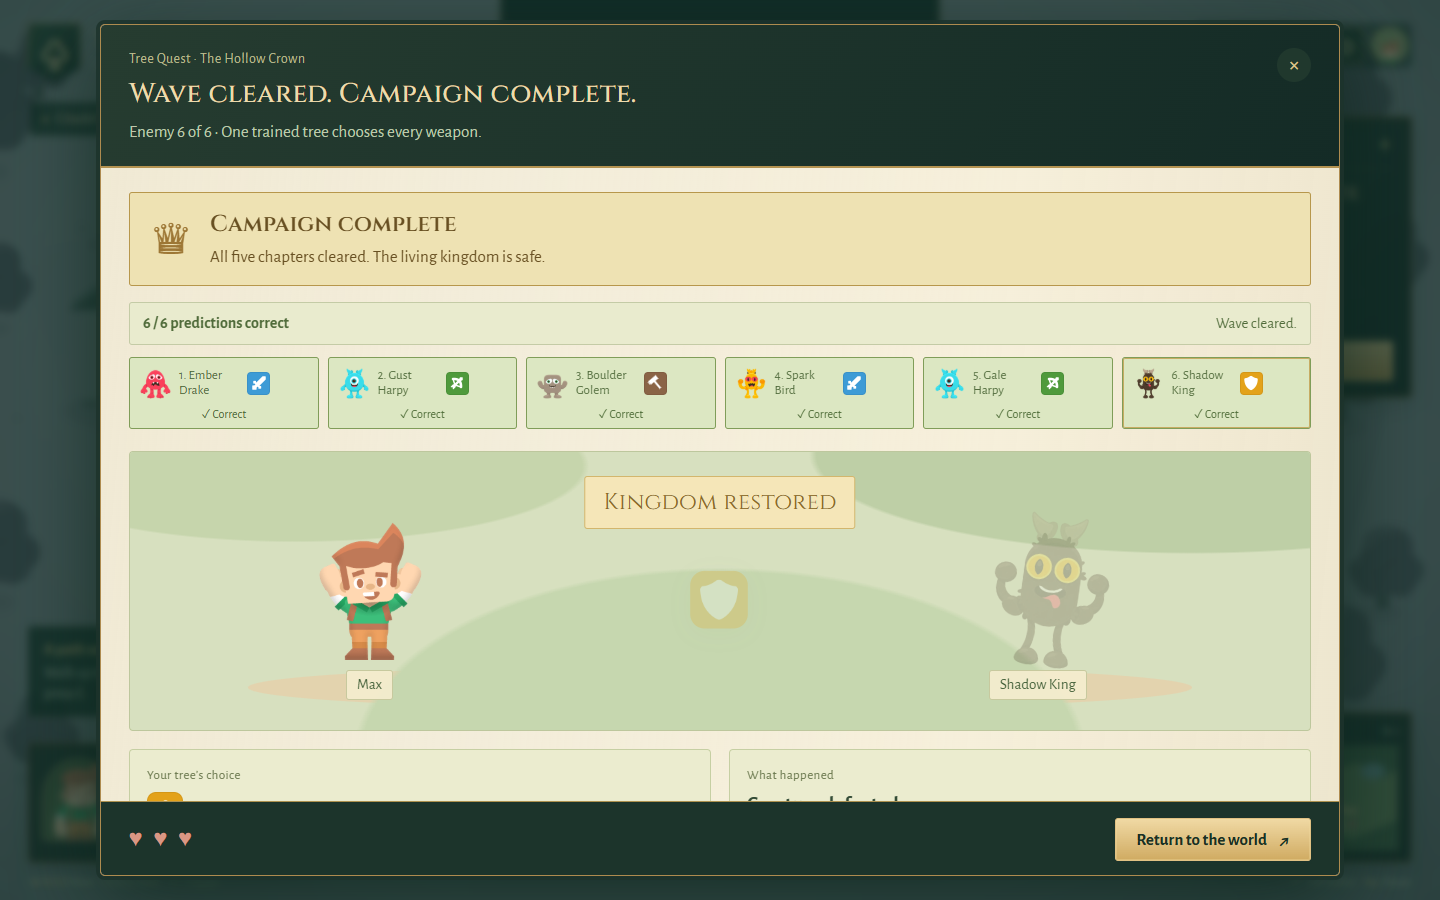 Tree Quest · The Hollow Crown
Wave cleared. Campaign complete.
Enemy 6 of 6 · One trained tree chooses every weapon.
Campaign complete
All five chapters cleared. The living kingdom is safe.
6 / 6 predictions correct
Wave cleared.
1. Ember
Drake
✓ Correct
2. Gust
Harpy
✓ Correct
3. Boulder
Golem
✓ Correct
4. Spark
Bird
✓ Correct
5. Gale
Harpy
✓ Correct
6. Shadow
King
✓ Correct
Kingdom restored
Max
Shadow King
Your tree's choice
What happened
Return to the world ↗